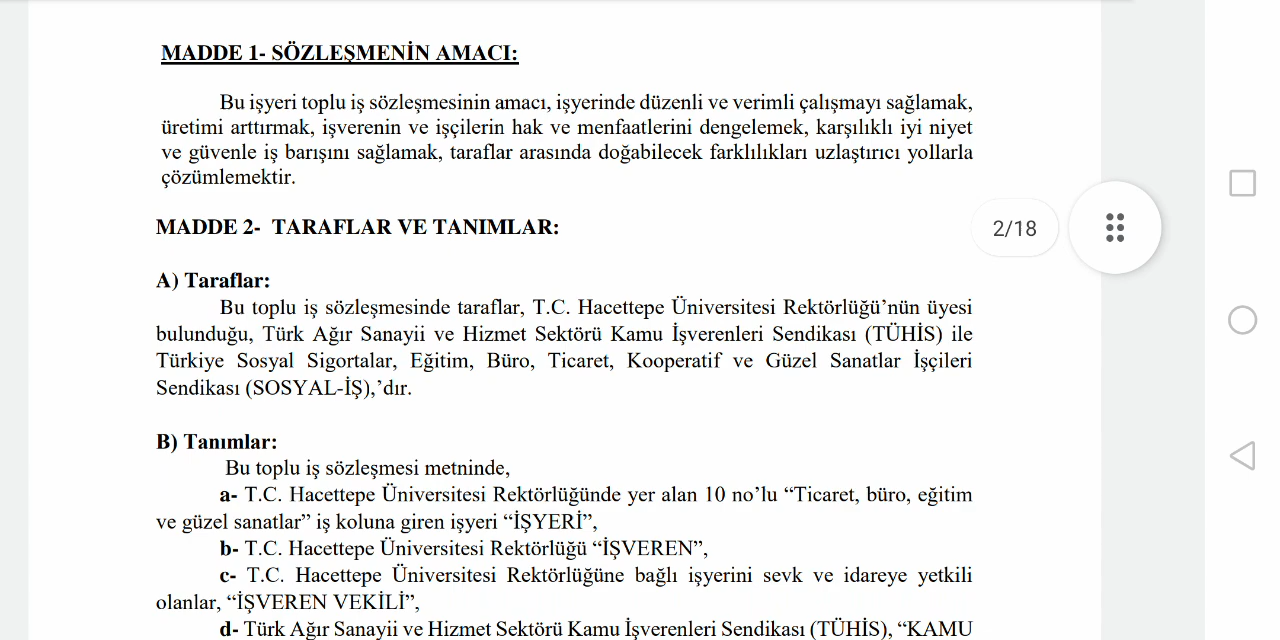 MADDE 1- SÖZLEŞMENİN AMACI:
Bu işyeri toplu iş sözleşmesinin amacı, işyerinde düzenli ve verimli çalışmayı sağlamak,
üretimi arttırmak, işverenin ve işçilerin hak ve menfaatlerini dengelemek, karşılıklı iyi niyet
ve güvenle iş barışını sağlamak, taraflar arasında doğabilecek farklılıkları uzlaştırıcı yollarla
çözümlemektir.
MADDE 2- TARAFLAR VE TANIMLAR:
2/18
A) Taraflar:
Bu toplu iş sözleşmesinde taraflar, T.C. Hacettepe Üniversitesi Rektörlüğü’nün üyesi
bulunduğu, Türk Ağır Sanayii ve Hizmet Sektörü Kamu İşverenleri Sendikası (TÜHİS) ile
Türkiye Sosyal Sigortalar, Eğitim, Büro, Ticaret, Kooperatif ve Güzel Sanatlar İşçileri
Sendikası (SOSYAL-İŞ),’dır.
B) Tanımlar:
Bu toplu iş sözleşmesi metninde,
a- T.C. Hacettepe Üniversitesi Rektörlüğünde yer alan 10 no’lu “Ticaret, büro, eğitim
ve güzel sanatlar” iş koluna giren işyeri “İŞYERİ”,
b- T.C. Hacettepe Üniversitesi Rektörlüğü “İŞVEREN”,
c- T.C. Hacettepe Üniversitesi Rektörlüğüne bağlı işyerini sevk ve idareye yetkili
olanlar, “İŞVEREN VEKİLİ”,
d- Türk Ağır Sanayii ve Hizmet Sektörü Kamu İşverenleri Sendikası (TÜHİS), “KAMU